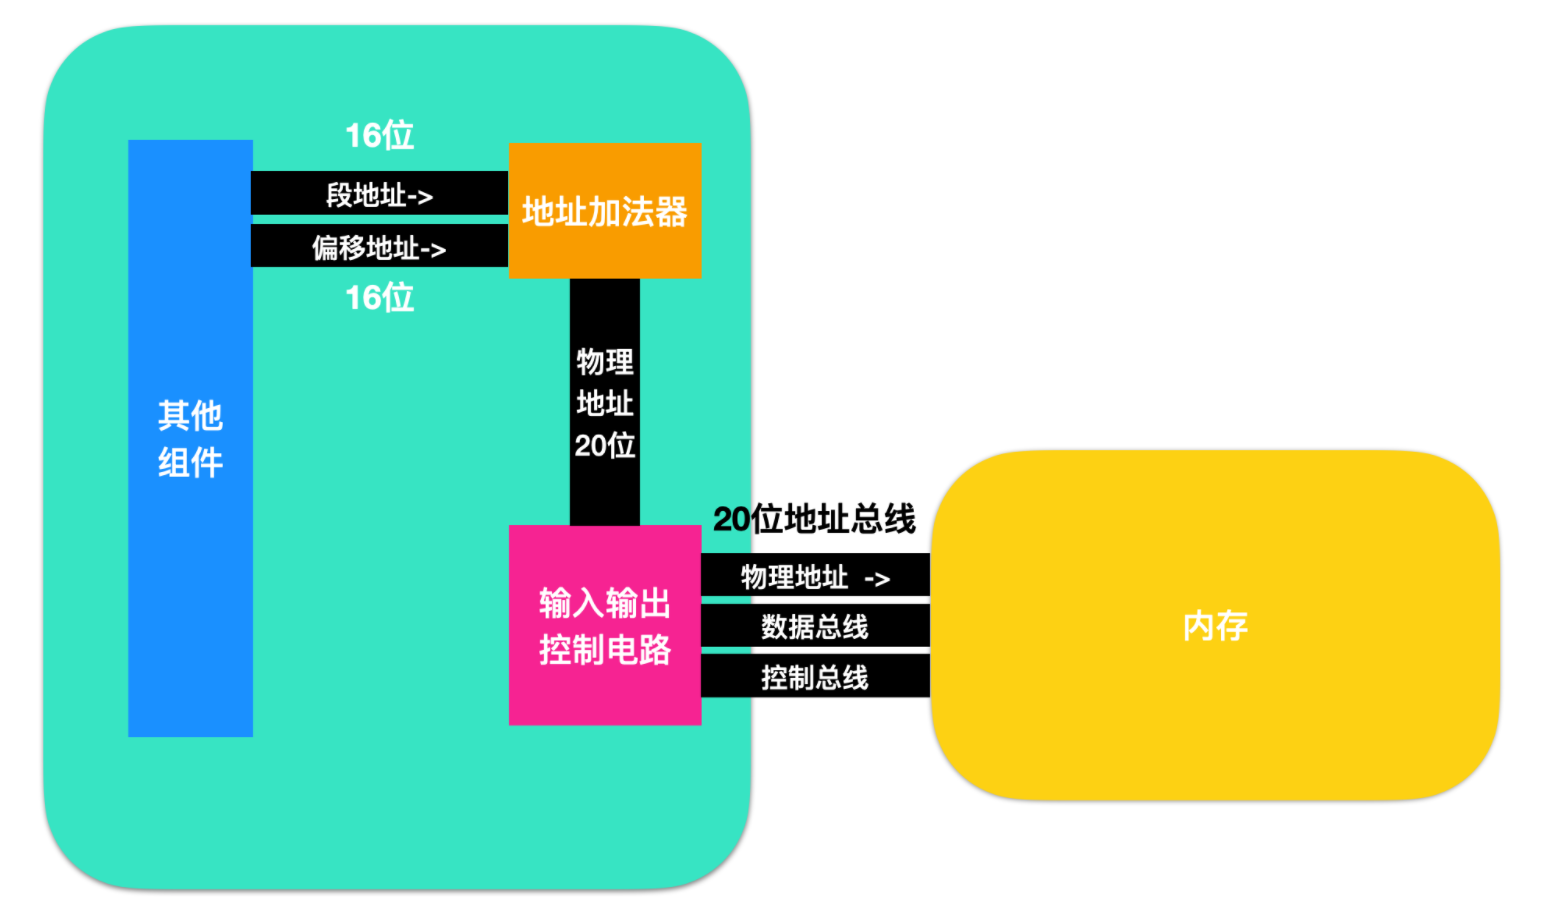 16位
段地址->
偏移地址->
16位
地址加法器
其他
组件
物理
地址
20位
输入输出
控制电路
20位地址总线
物理地址 ->
数据总线
控制总线
内存